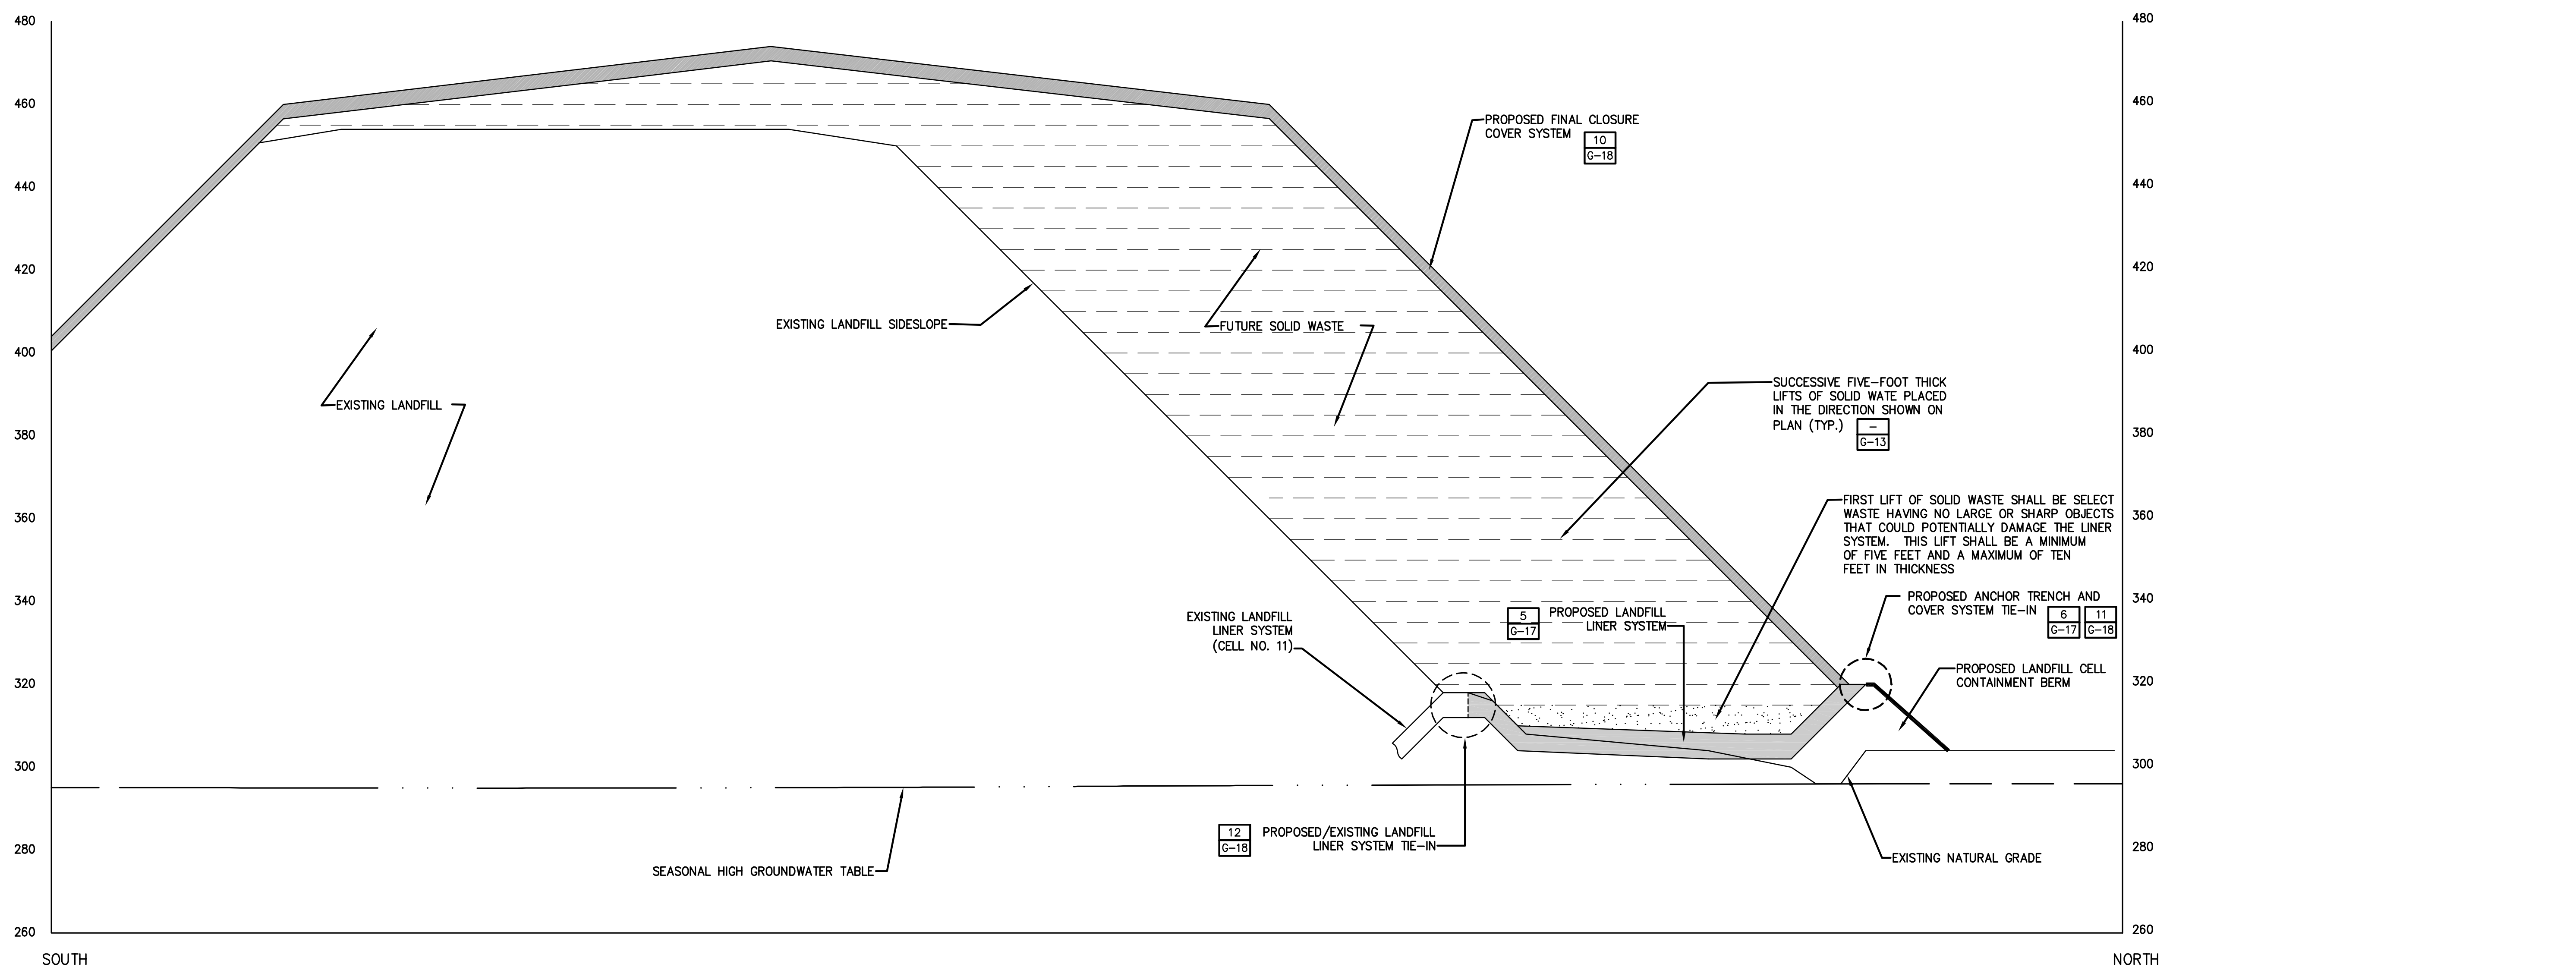 480
460
440
420
400
380
360
340
320
300
280
260
480
460
440
420
400
380
360
340
320
300
280
260
PROPOSED FINAL CLOSURE
COVER SYSTEM
10
G-18
EXISTING LANDFILL SIDESLOPE
FUTURE SOLID WASTE
EXISTING LANDFILL
SUCCESSIVE FIVE-FOOT THICK
LIFTS OF SOLID WATE PLACED
IN THE DIRECTION SHOWN ON
PLAN (TYP.)
-
G-13
FIRST LIFT OF SOLID WASTE SHALL BE SELECT
WASTE HAVING NO LARGE OR SHARP OBJECTS
THAT COULD POTENTIALLY DAMAGE THE LINER
SYSTEM. THIS LIFT SHALL BE A MINIMUM
OF FIVE FEET AND A MAXIMUM OF TEN
FEET IN THICKNESS
PROPOSED ANCHOR TRENCH AND
COVER SYSTEM TIE-IN
6
G-17
11
G-18
EXISTING LANDFILL
LINER SYSTEM
(CELL NO. 11)
5
G-17
PROPOSED LANDFILL
LINER SYSTEM
PROPOSED LANDFILL CELL
CONTAINMENT BERM
12
G-18
PROPOSED/EXISTING LANDFILL
LINER SYSTEM TIE-IN
SEASONAL HIGH GROUNDWATER TABLE
EXISTING NATURAL GRADE
SOUTH
NORTH